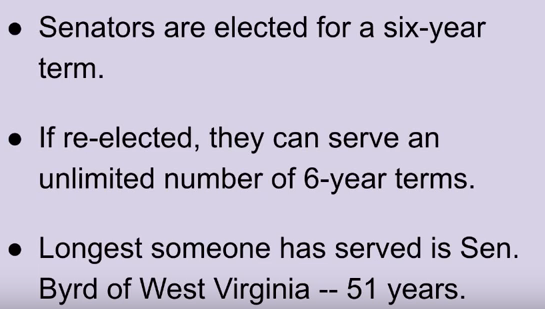 ● Senators are elected for a six-year
term.
● If re-elected, they can serve an
unlimited number of 6-year terms.
● Longest someone has served is Sen.
Byrd of West Virginia -- 51 years.